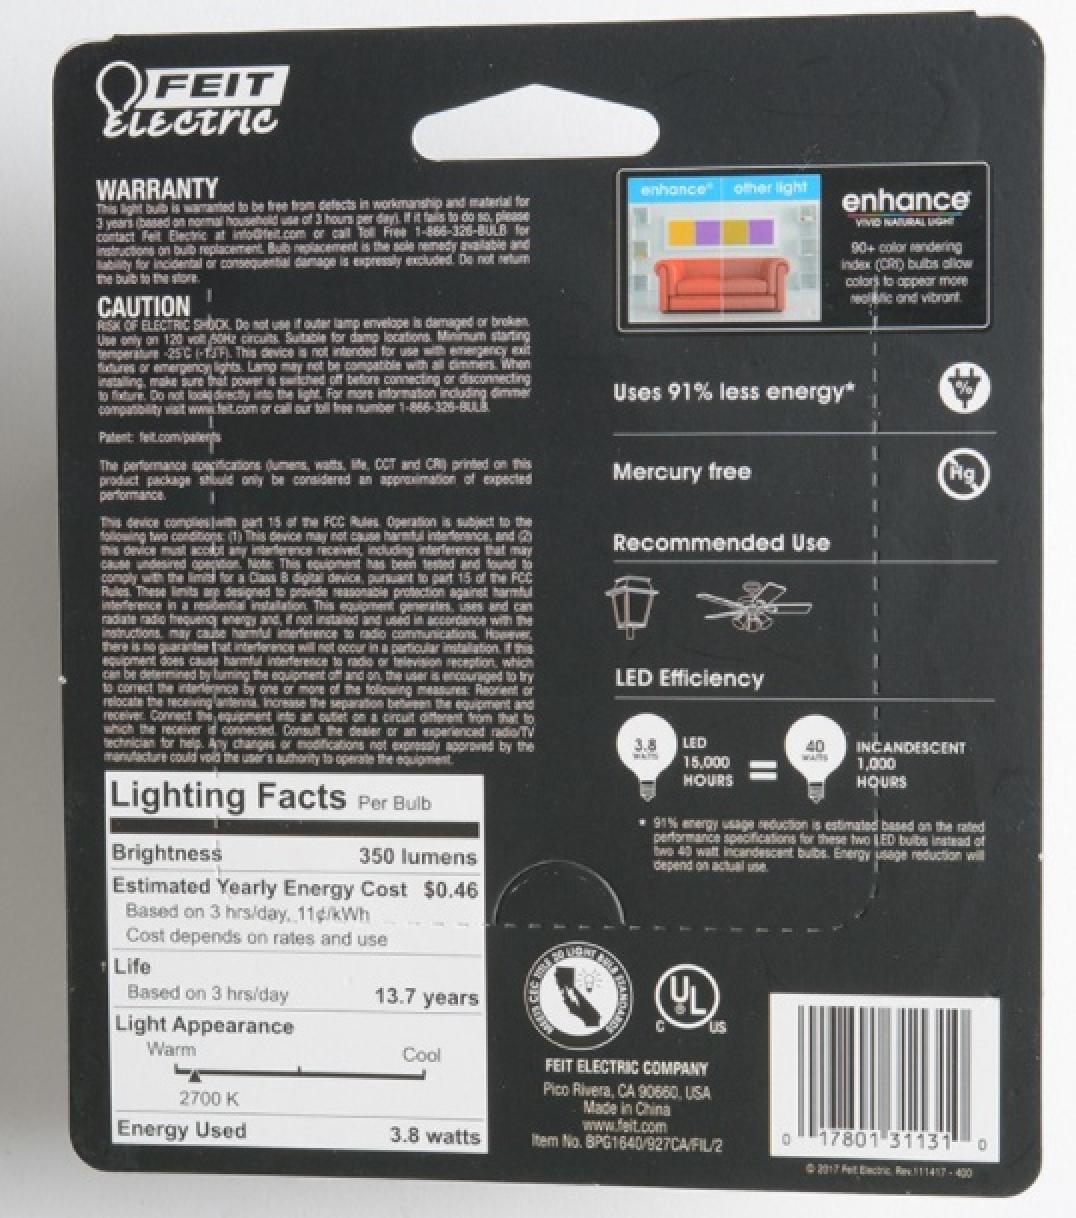 FEIT
ELECTRIC
WARRANTY
This light bulb is warranted to be free from defects in workmanship and material for
3 years (based on normal household use of 3 hours per day). If it fails to do so, please
contact Feit Electric at info@feit.com or call Toll Free 1-866-326-BULB for
instructions on bulb replacement. Bulb replacement is the sole remedy available and
liability for incidental or consequential damage is expressly excluded. Do not return
the bulb to the store.
CAUTION
RISK OF ELECTRIC SHOCK. Do not use if outer lamp envelope is damaged or broken.
Use only on 120 volt /60Hz circuits. Suitable for damp locations. Minimum starting
temperature -25°C (-13°F). This device is not intended for use with emergency exit
fixtures or emergency lights. Lamp may not be compatible with all dimmers. When
installing, make sure that power is switched off before connecting or disconnecting
to fixture. Do not look directly into the light. For more information including dimmer
compatibility visit www.feit.com or call our toll free number 1-866-326-BULB.
Patent: feit.com/patents
The performance specifications (lumens, watts, life, CCT and CRI) printed on this
product package should only be considered an approximation of expected
performance.
This device complies with part 15 of the FCC Rules. Operation is subject to the
following two conditions: (1) This device may not cause harmful interference, and (2)
this device must accept any interference received, including interference that may
cause undesired operation. Note: This equipment has been tested and found to
comply with the limits for a Class B digital device, pursuant to part 15 of the FCC
Rules. These limits are designed to provide reasonable protection against harmful
interference in a residential installation. This equipment generates, uses and can
radiate radio frequency energy and, if not installed and used in accordance with the
instructions, may cause harmful interference to radio communications. However,
there is no guarantee that interference will not occur in a particular installation. If this
equipment does cause harmful interference to radio or television reception, which
can be determined by turning the equipment off and on, the user is encouraged to try
to correct the interference by one or more of the following measures: Reorient or
relocate the receiving antenna. Increase the separation between the equipment and
receiver. Connect the equipment into an outlet on a circuit different from that to
which the receiver is connected. Consult the dealer or an experienced radio/TV
technician for help. Any changes or modifications not expressly approved by the
manufacture could void the user's authority to operate the equipment.
Lighting Facts Per Bulb
Brightness 350 lumens
Estimated Yearly Energy Cost $0.46
Based on 3 hrs/day, 11¢/kWh
Cost depends on rates and use
Life
Based on 3 hrs/day 13.7 years
Light Appearance
Warm Cool
2700 K
Energy Used 3.8 watts
enhance® other light
enhance®
VIVID NATURAL LIGHT
90+ color rendering
index (CRI) bulbs allow
colors to appear more
realistic and vibrant.
Uses 91% less energy*
%
Mercury free
Hg
Recommended Use
LED Efficiency
3.8
WATTS
LED
15,000
HOURS
=
40
WATTS
INCANDESCENT
1,000
HOURS
* 91% energy usage reduction is estimated based on the rated
performance specifications for these two LED bulbs instead of
two 40 watt incandescent bulbs. Energy usage reduction will
depend on actual use.
MEETS CEC TITLE 20 LIGHT BULB STANDARDS
UL
®
C US
FEIT ELECTRIC COMPANY
Pico Rivera, CA 90660, USA
Made in China
www.feit.com
Item No. BPG1640/927CA/FIL/2
0 17801 31131 0
© 2017 Feit Electric, Rev.111417 - 400